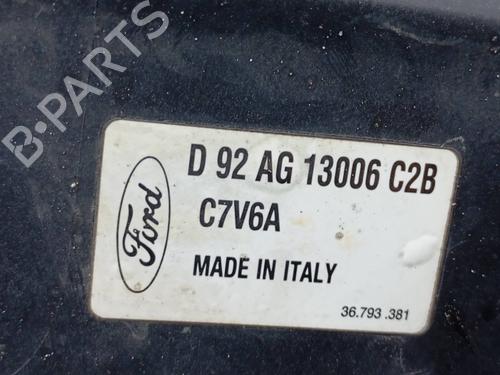 B-PARTS
Ford
D 92 AG 13006 C2B
C7V6A
MADE IN ITALY
36.793 .381